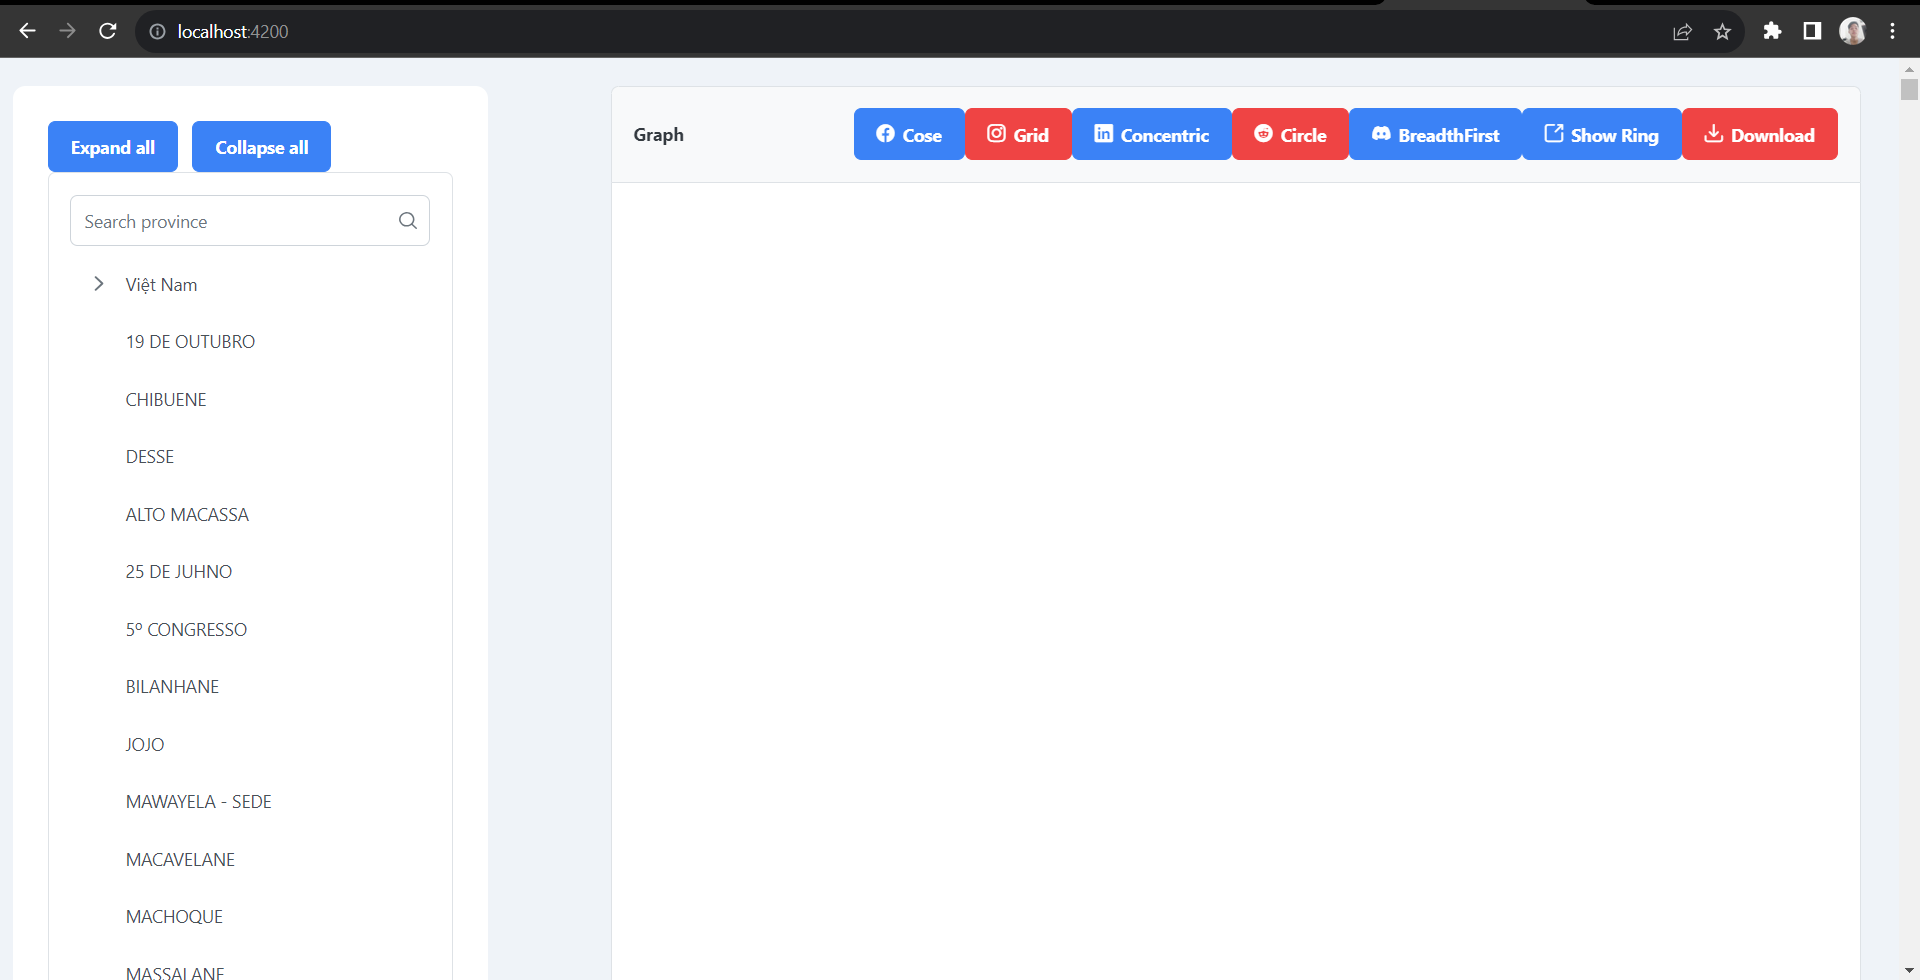 localhost:4200
Expand all
Collapse all
Search province
Việt Nam
19 DE OUTUBRO
CHIBUENE
DESSE
ALTO MACASSA
25 DE JUHNO
5º CONGRESSO
BILANHANE
JOJO
MAWAYELA - SEDE
MACAVELANE
MACHOQUE
MASSALANE
Graph
Cose
Grid
Concentric
Circle
BreadthFirst
Show Ring
Download